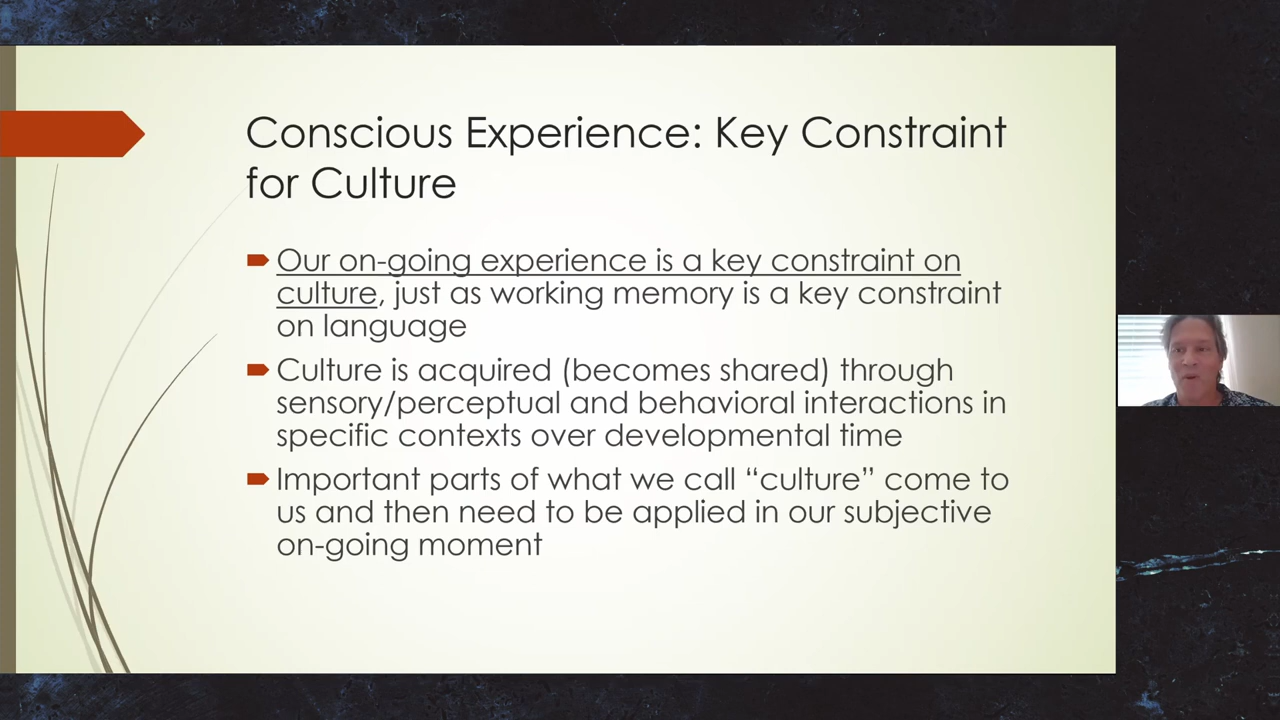 Conscious Experience: Key Constraint
for Culture
Our on-going experience is a key constraint on
culture, just as working memory is a key constraint
on language
Culture is acquired (becomes shared) through
sensory/perceptual and behavioral interactions in
specific contexts over developmental time
Important parts of what we call “culture” come to
us and then need to be applied in our subjective
on-going moment